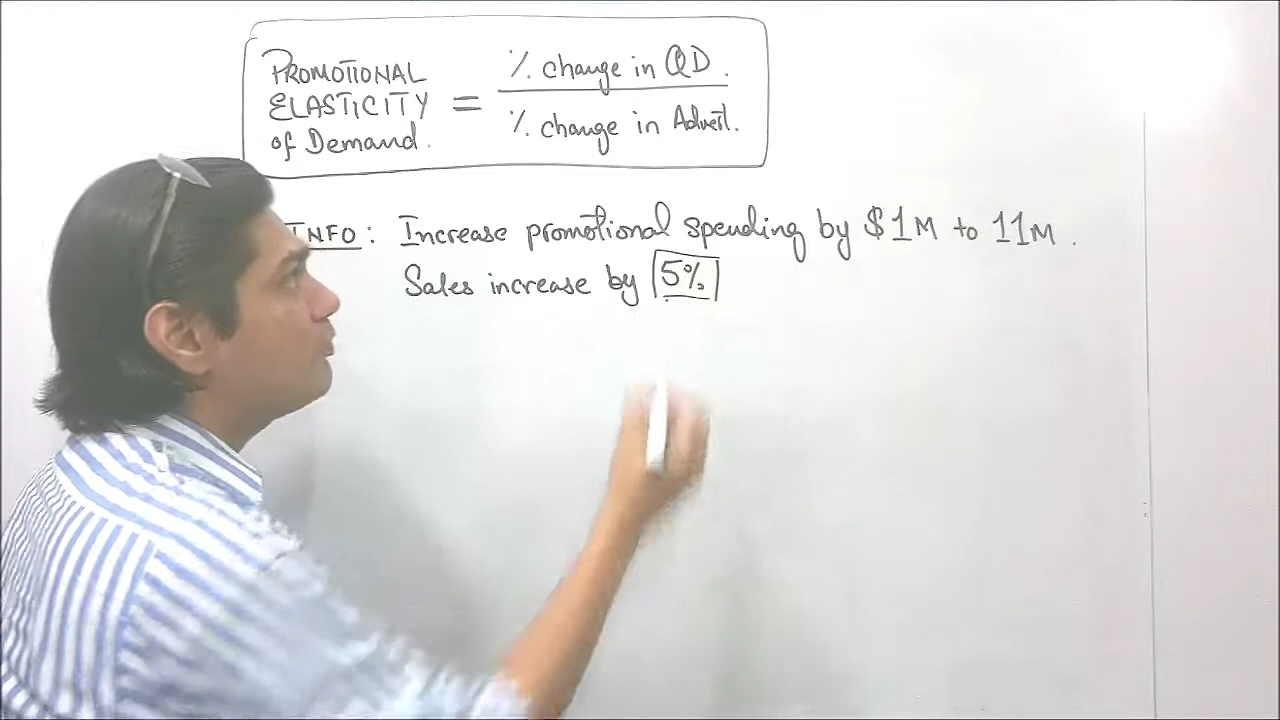 PROMOTIONAL
ELASTICITY
of Demand.
=
% change in QD.
% change in Advert.
INFO: Increase promotional spending by $1M to 11M.
Sales increase by 5%